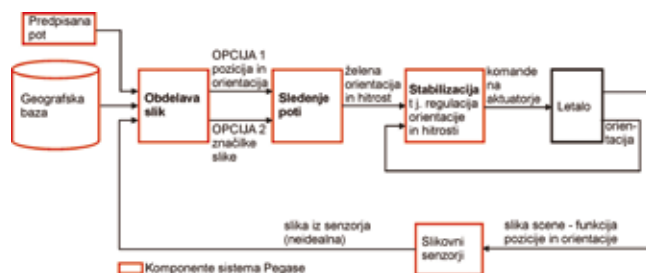 Predpisana
pot
Geografska
baza
Obdelava
slik
OPCIJA 1
pozicija in
orientacija
OPCIJA 2
značilke
slike
Sledenje
poti
želena
orientacija
in hitrost
Stabilizacija
t j. regulacija
orientacije
in hitrosti
komande
na
aktuatorje
Letalo
orien-
tacija
slika iz senzorja
(neidealna)
Slikovni
senzorji
slika scene - funkcija
pozicije in orientacije
Komponente sistema Pegase